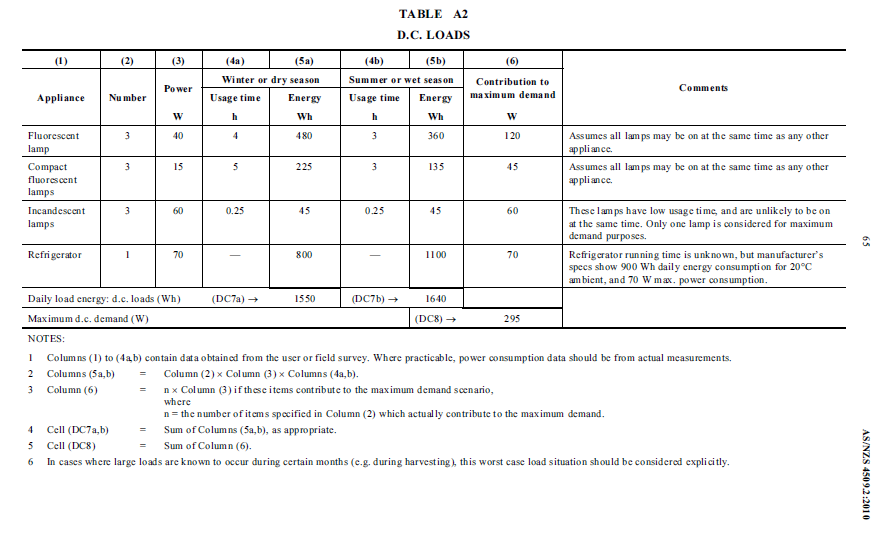 TABLE A2
D.C. LOADS
(1) (2) (3) (4a) (5a) (4b) (5b) (6)
Appliance Number Power Winter or dry season Summer or wet season Contribution to maximum demand Comments
Usage time Energy Usage time Energy
W h Wh h Wh W
Fluorescent 3 40 4 480 3 360 120 Assumes all lamps may be on at the same time as any other
lamp appliance.
Compact 3 15 5 225 3 135 45 Assumes all lamps may be on at the same time as any other
fluorescent appliance.
lamps
Incandescent 3 60 0.25 45 0.25 45 60 These lamps have low usage time, and are unlikely to be on
lamps at the same time. Only one lamp is considered for maximum
demand purposes.
Refrigerator 1 70 — 800 — 1100 70 Refrigerator running time is unknown, but manufacturer's
specs show 900 Wh daily energy consumption for 20°C
ambient, and 70 W max. power consumption.
Daily load energy: d.c. loads (Wh) (DC7a) → 1550 (DC7b) → 1640
Maximum d.c. demand (W) (DC8) → 295
NOTES:
1 Columns (1) to (4a,b) contain data obtained from the user or field survey. Where practicable, power consumption data should be from actual measurements.
2 Columns (5a,b) = Column (2) × Column (3) × Columns (4a,b).
3 Column (6) = n × Column (3) if these items contribute to the maximum demand scenario,
where
n = the number of items specified in Column (2) which actually contribute to the maximum demand.
4 Cell (DC7a,b) = Sum of Columns (5a,b), as appropriate.
5 Cell (DC8) = Sum of Column (6).
6 In cases where large loads are known to occur during certain months (e.g. during harvesting), this worst case load situation should be considered explicitly.
65
AS/NZS 4509.2:2010